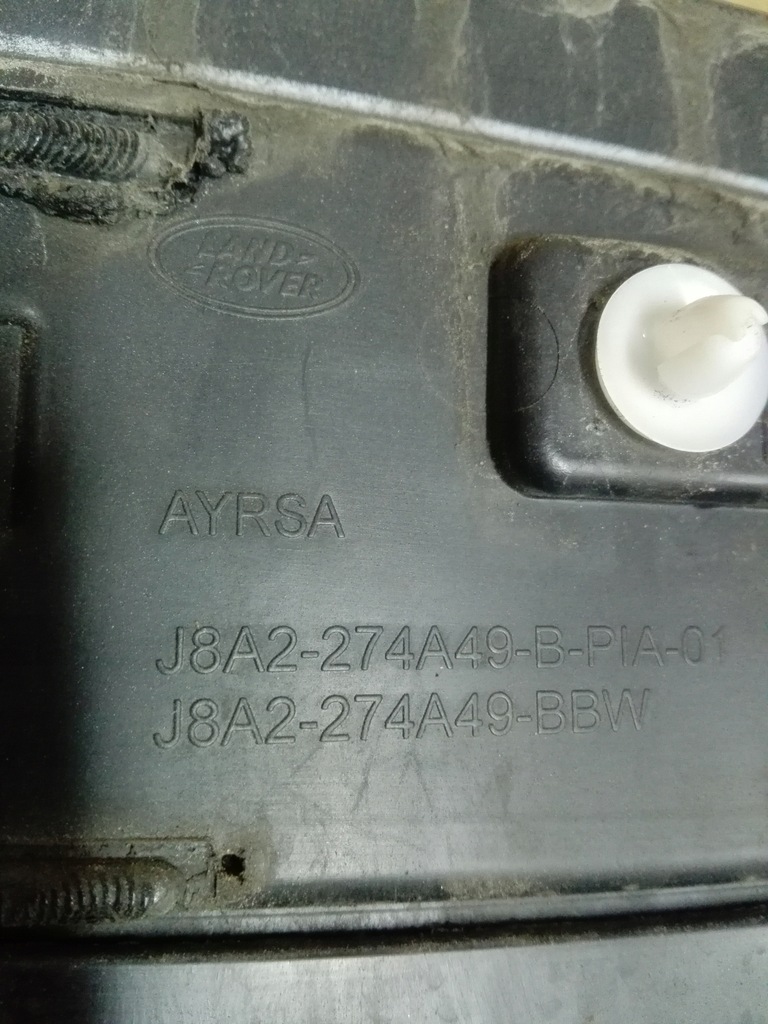 LAND-
-ROVER
AYRSA
J8A2-274A49-B-PIA-01
J8A2-274A49-BBW